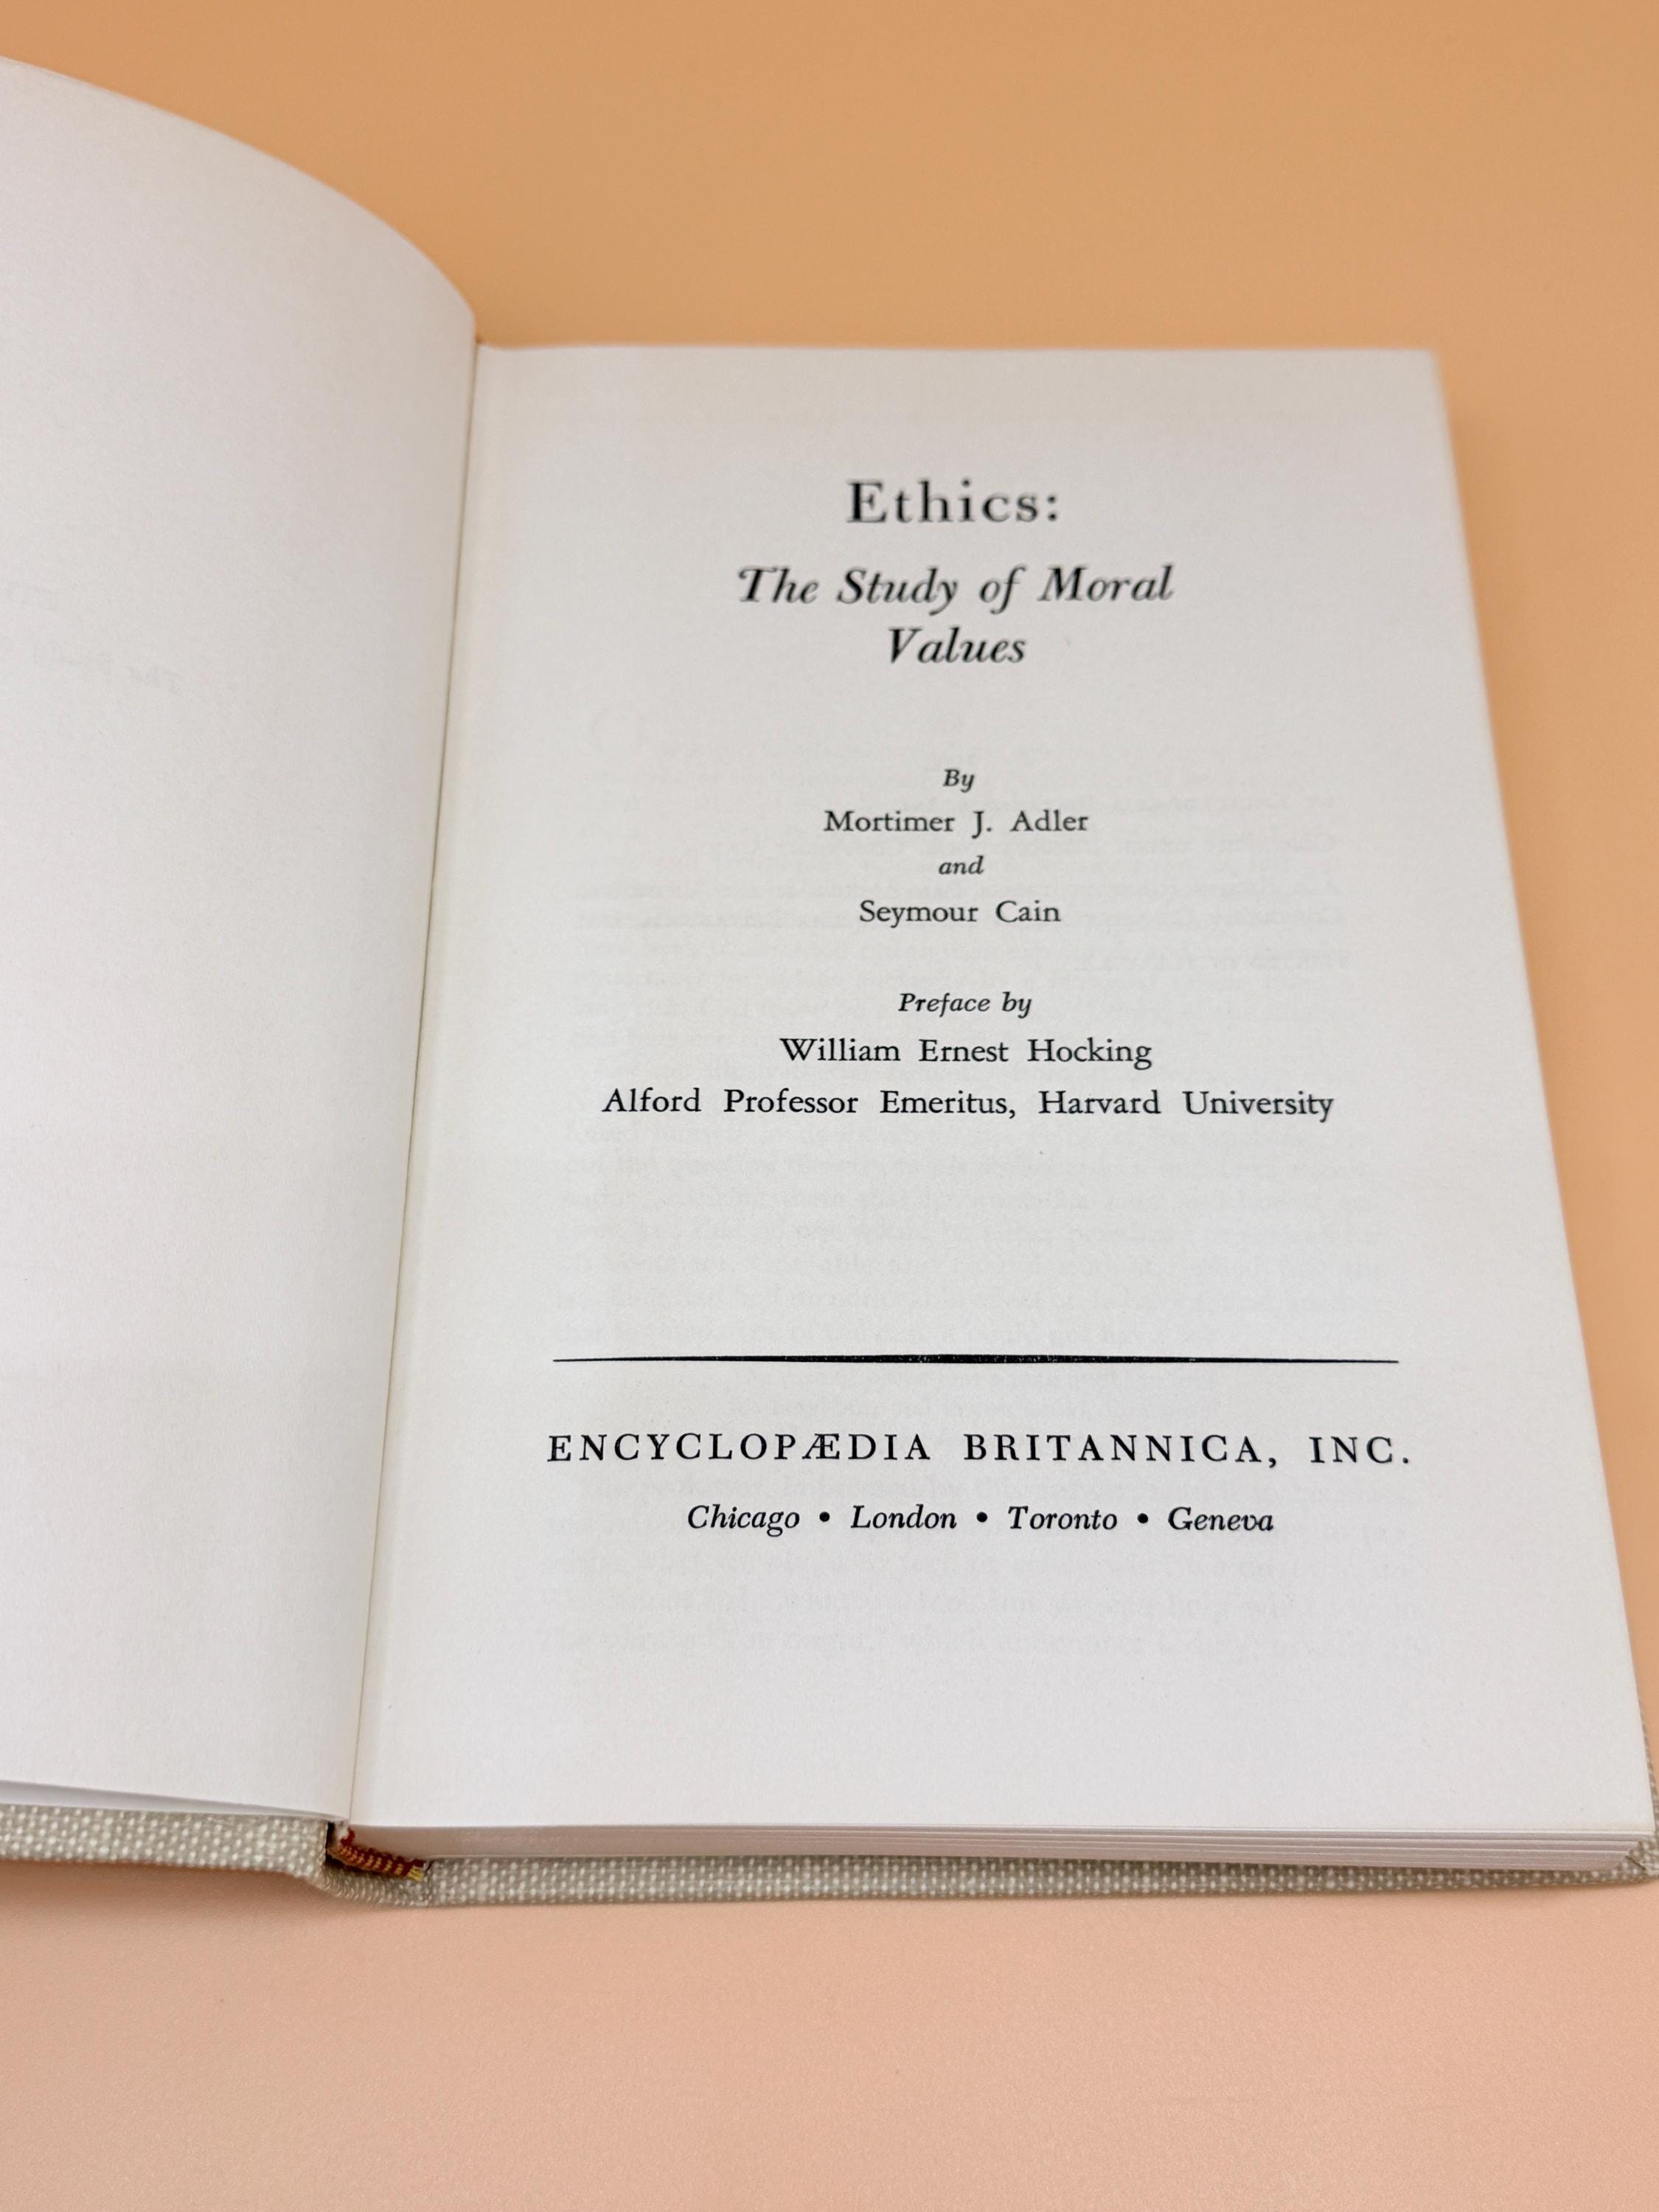 Ethics:
The Study of Moral
Values
By
Mortimer J. Adler
and
Seymour Cain
Preface by
William Ernest Hocking
Alford Professor Emeritus, Harvard University
ENCYCLOPÆDIA BRITANNICA, INC.
Chicago • London • Toronto • Geneva